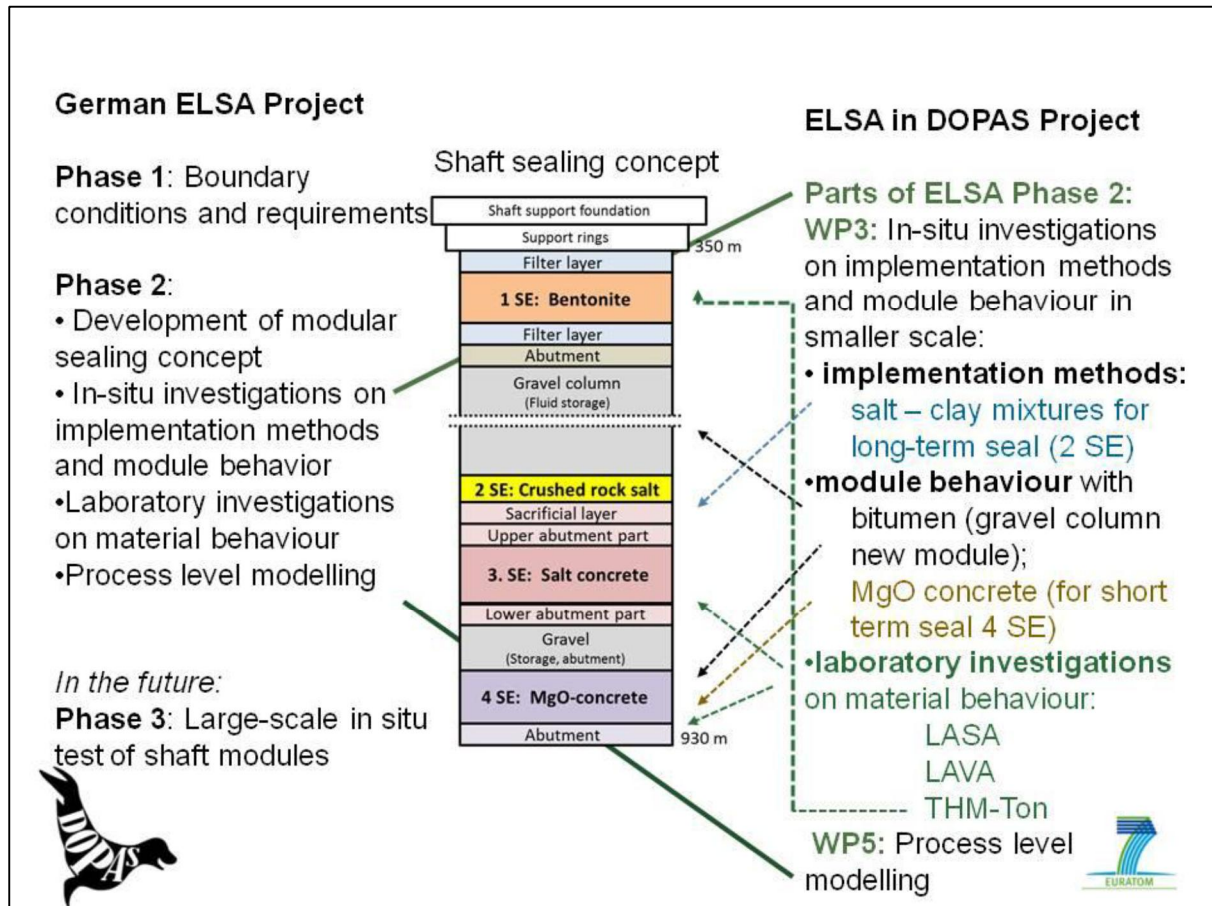 German ELSA Project
Phase 1: Boundary
conditions and requirements
Phase 2:
• Development of modular
sealing concept
• In-situ investigations on
implementation methods
and module behavior
•Laboratory investigations
on material behaviour
•Process level modelling
In the future:
Phase 3: Large-scale in situ
test of shaft modules
DOPAS
Shaft sealing concept
Shaft support foundation
Support rings
350 m
Filter layer
1 SE: Bentonite
Filter layer
Abutment
Gravel column
(Fluid storage)
2 SE: Crushed rock salt
Sacrificial layer
Upper abutment part
3. SE: Salt concrete
Lower abutment part
Gravel
(Storage, abutment)
4 SE: MgO-concrete
Abutment
930 m
ELSA in DOPAS Project
Parts of ELSA Phase 2:
WP3: In-situ investigations
on implementation methods
and module behaviour in
smaller scale:
• implementation methods:
salt – clay mixtures for
long-term seal (2 SE)
•module behaviour with
bitumen (gravel column
new module);
MgO concrete (for short
term seal 4 SE)
•laboratory investigations
on material behaviour:
LASA
LAVA
THM-Ton
WP5: Process level
modelling
7
EURATOM